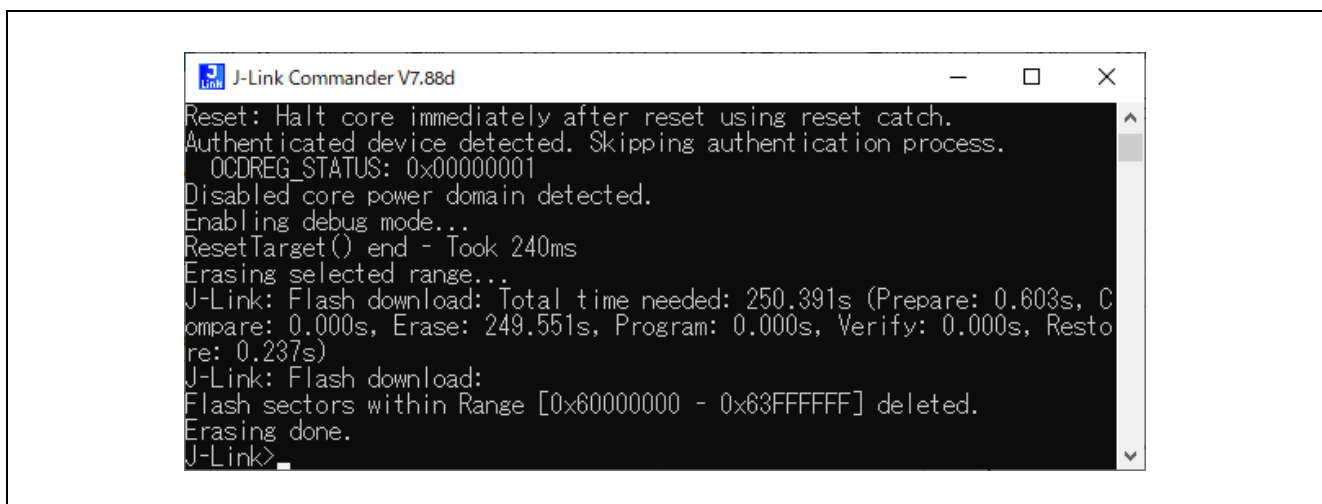 J-Link Commander V7.88d
Reset: Halt core immediately after reset using reset catch.
Authenticated device detected. Skipping authentication process.
OCDREG_STATUS: 0x00000001
Disabled core power domain detected.
Enabling debug mode...
ResetTarget() end - Took 240ms
Erasing selected range...
J-Link: Flash download: Total time needed: 250.391s (Prepare: 0.603s, C
ompare: 0.000s, Erase: 249.551s, Program: 0.000s, Verify: 0.000s, Resto
re: 0.237s)
J-Link: Flash download:
Flash sectors within Range [0x60000000 - 0x63FFFFFF] deleted.
Erasing done.
J-Link>_